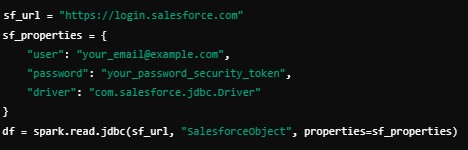 sf_url = "https://login.salesforce.com"
sf_properties = {
    "user": "your_email@example.com",
    "password": "your_password_security_token",
    "driver": "com.salesforce.jdbc.Driver"
}
df = spark.read.jdbc(sf_url, "SalesforceObject", properties=sf_properties)